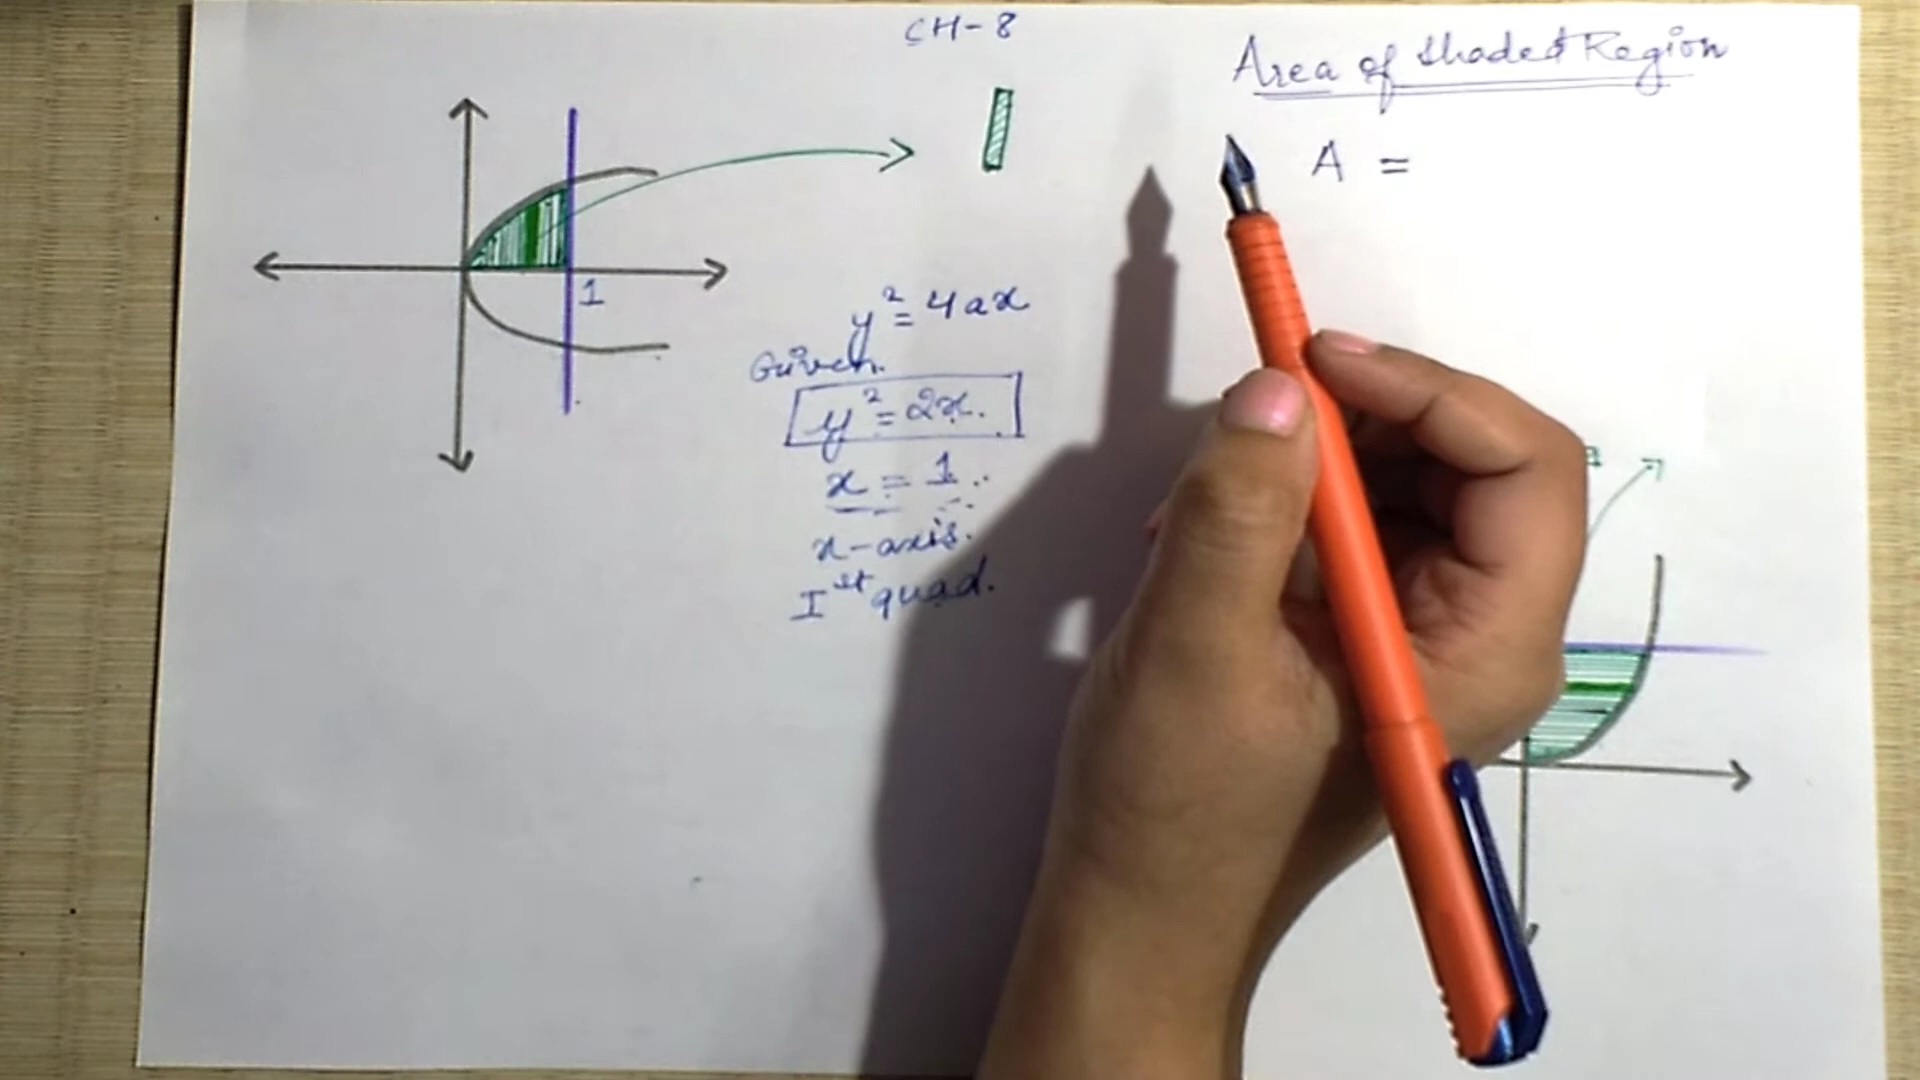 CH-8
Area of shaded Region
A =
1
y² = 4ax
Given
y² = 2x.
x = 1.
x-axis.
Iˢᵗ quad.